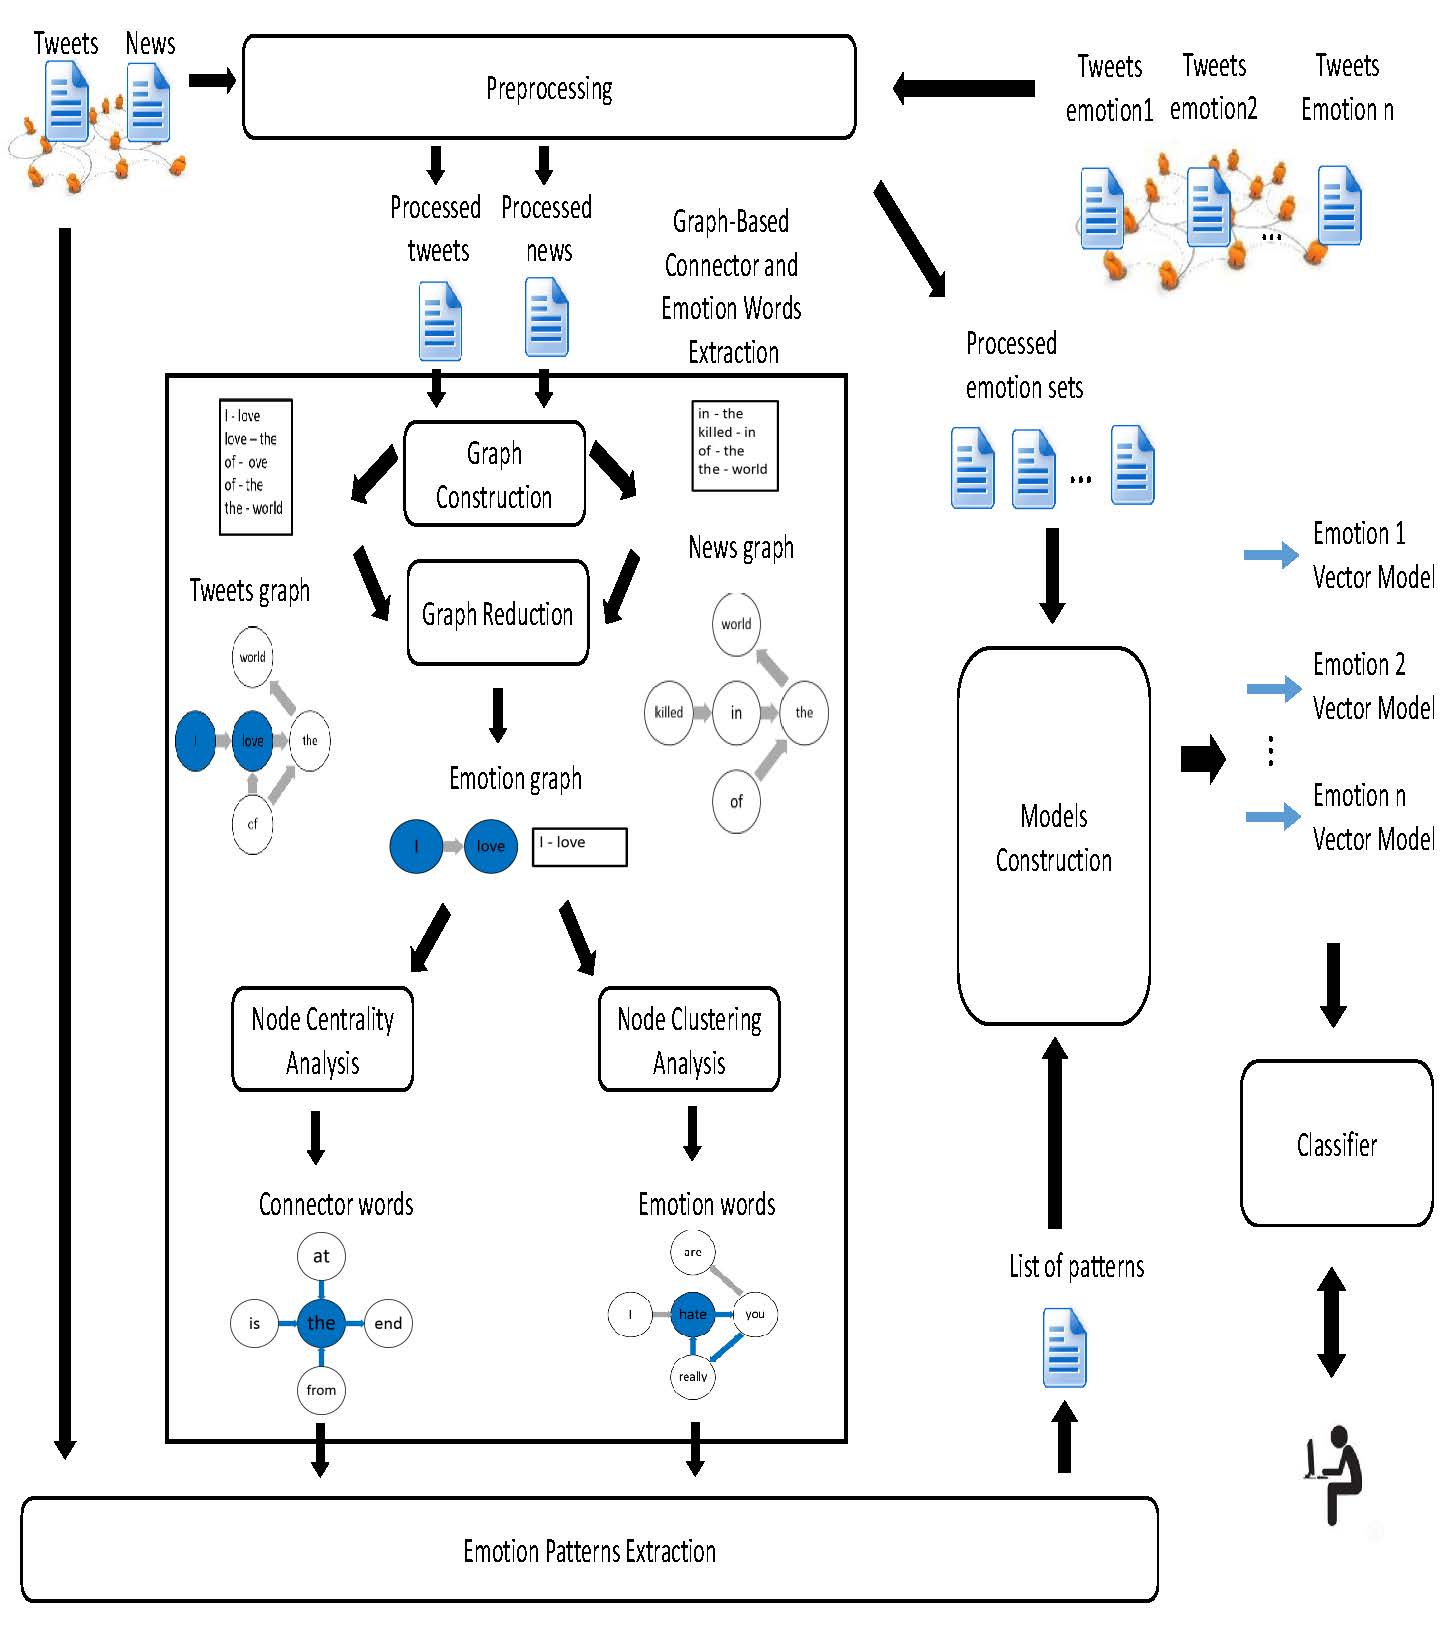 Tweets News
Preprocessing
Tweets
emotion1
Tweets
emotion2
Tweets
Emotion n
...
Processed
tweets
Processed
news
Graph-Based
Connector and
Emotion Words
Extraction
Processed
emotion sets
...
I - love
love – the
of - ove
of - the
the - world
Graph
Construction
in - the
killed - in
of - the
the - world
Tweets graph
world
I
love
the
of
Graph Reduction
News graph
world
killed
in
the
of
Emotion graph
I
love
I - love
Node Centrality
Analysis
Node Clustering
Analysis
Connector words
at
is
the
end
from
Emotion words
are
I
hate
you
really
Models
Construction
Emotion 1
Vector Model
Emotion 2
Vector Model
...
Emotion n
Vector Model
Classifier
List of patterns
Emotion Patterns Extraction